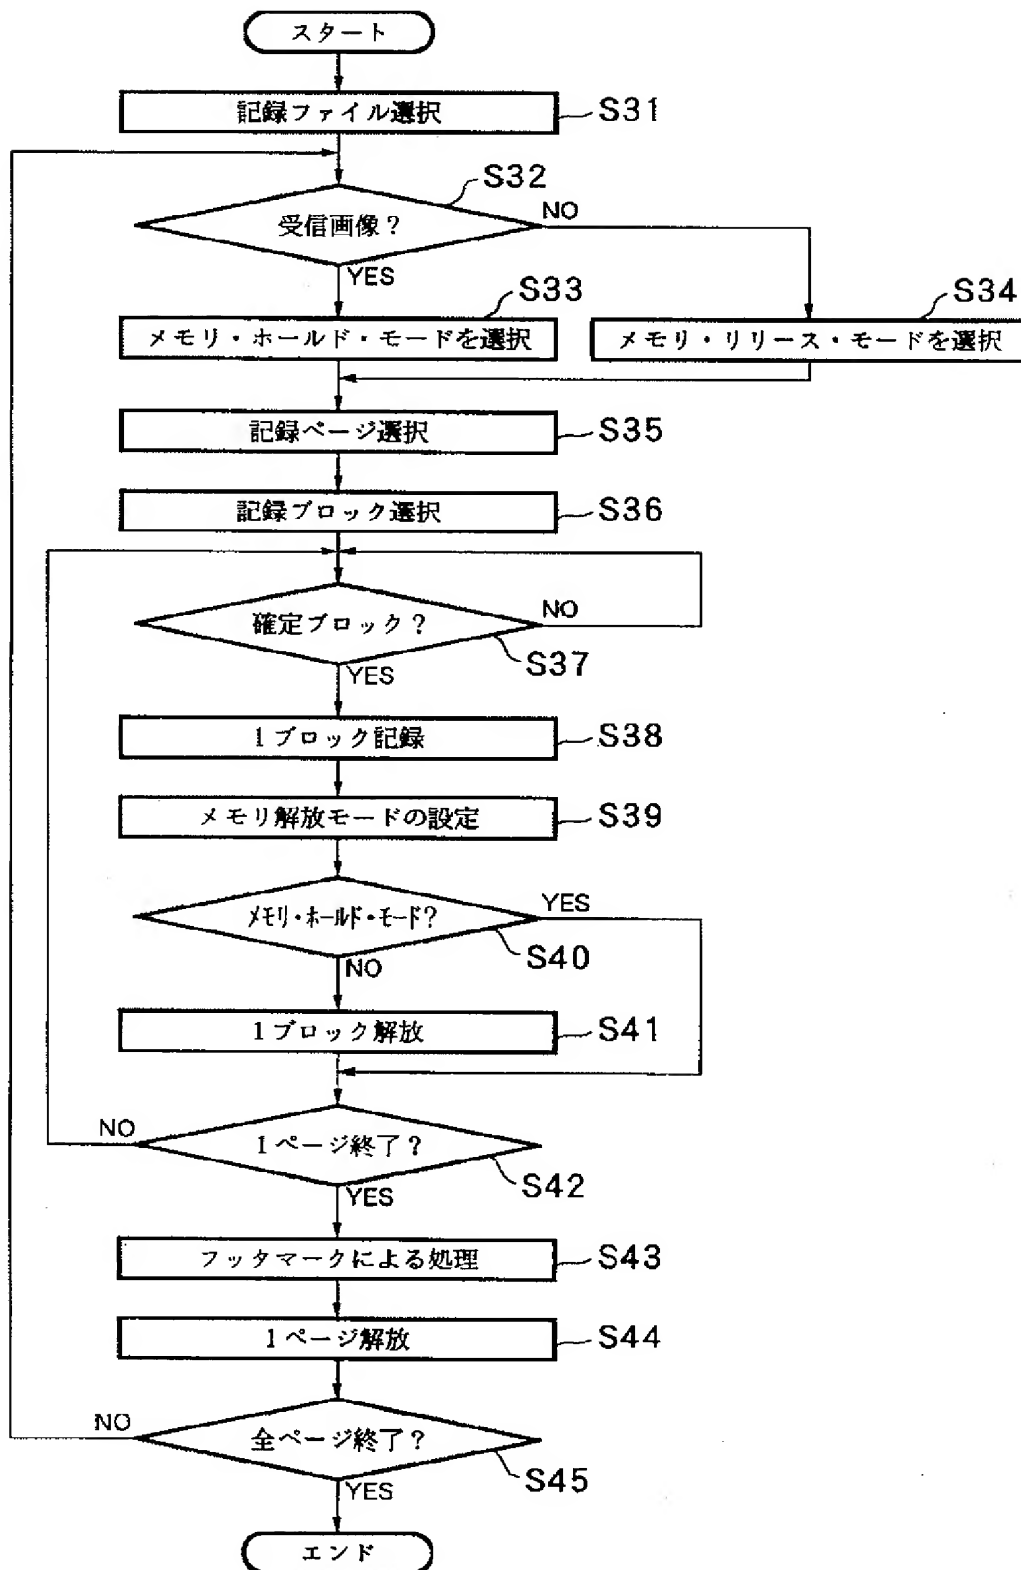 スタート
記録ファイル選択
S31
S32
受信画像?
NO
YES
S33
S34
メモリ・ホールド・モードを選択
メモリ・リリース・モードを選択
記録ページ選択
S35
記録ブロック選択
S36
確定ブロック?
NO
S37
YES
1ブロック記録
S38
メモリ解放モードの設定
S39
メモリ・ホールド・モード?
YES
S40
NO
1ブロック解放
S41
NO
1ページ終了?
S42
YES
フッタマークによる処理
S43
1ページ解放
S44
NO
全ページ終了?
S45
YES
エンド